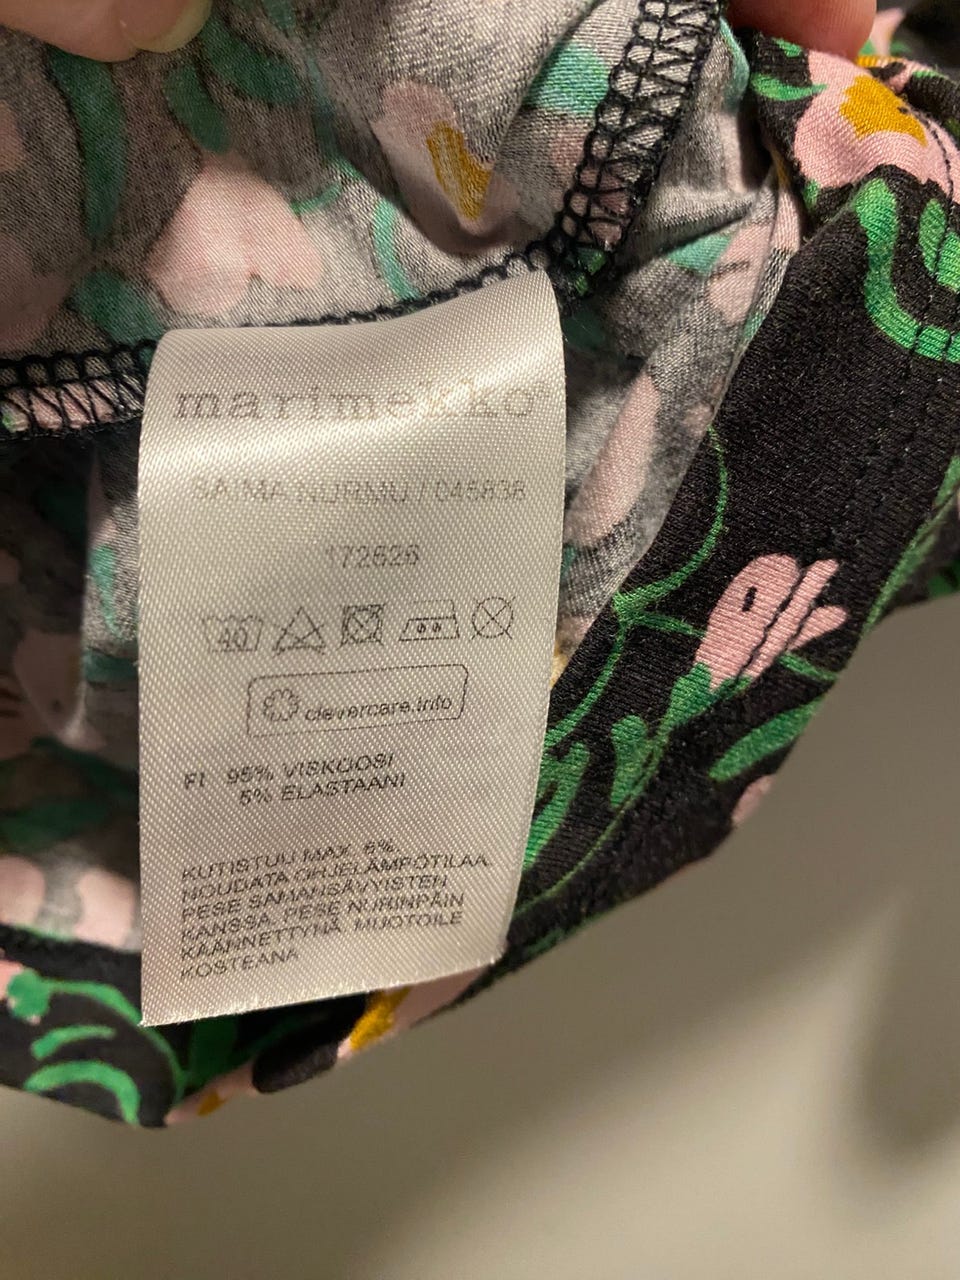 marimekko
SAIMA NURMU / 045838
172626
40
clevercare.info
FI 95% VISKOOSI
5% ELASTAANI
KUTISTUU MAX. 6%.
NOUDATA OHJELÄMPÖTILAA.
PESE SAMANSÄVYISTEN
KANSSA. PESE NURINPÄIN
KÄÄNNETTYNÄ. MUOTOILE
KOSTEANA